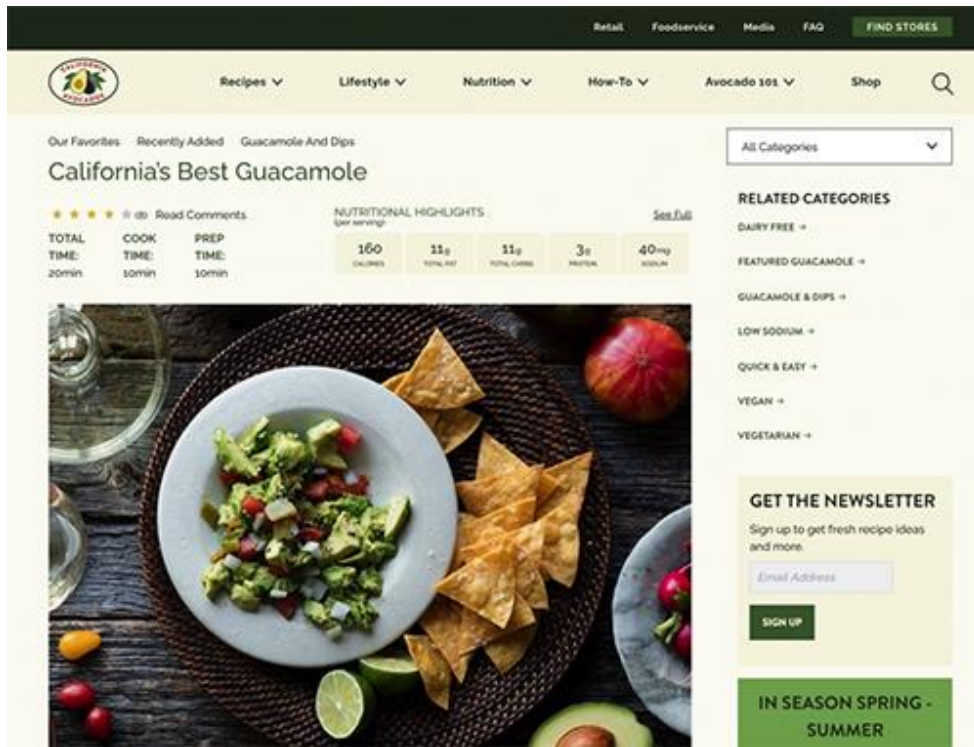 Retail Foodservice Media FAQ FIND STORES
CALIFORNIA
AVOCADOS
Recipes Lifestyle Nutrition How-To Avocado 101 Shop
Our Favorites Recently Added Guacamole And Dips
California's Best Guacamole
Read Comments
TOTAL TIME:
20min
COOK TIME:
10min
PREP TIME:
10min
NUTRITIONAL HIGHLIGHTS
(per serving)
See Full
160
CALORIES
11g
TOTAL FAT
11g
TOTAL CARBS
3g
PROTEIN
40mg
SODIUM
All Categories
RELATED CATEGORIES
DAIRY FREE →
FEATURED GUACAMOLE →
GUACAMOLE & DIPS →
LOW SODIUM →
QUICK & EASY →
VEGAN →
VEGETARIAN →
GET THE NEWSLETTER
Sign up to get fresh recipe ideas
and more.
Email Address
SIGN UP
IN SEASON SPRING -
SUMMER